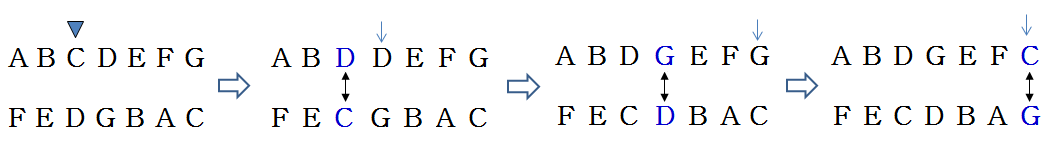 A B C D E F G
F E D G B A C
A B D D E F G
F E C G B A C
A B D G E F G
F E C D B A C
A B D G E F C
F E C D B A G